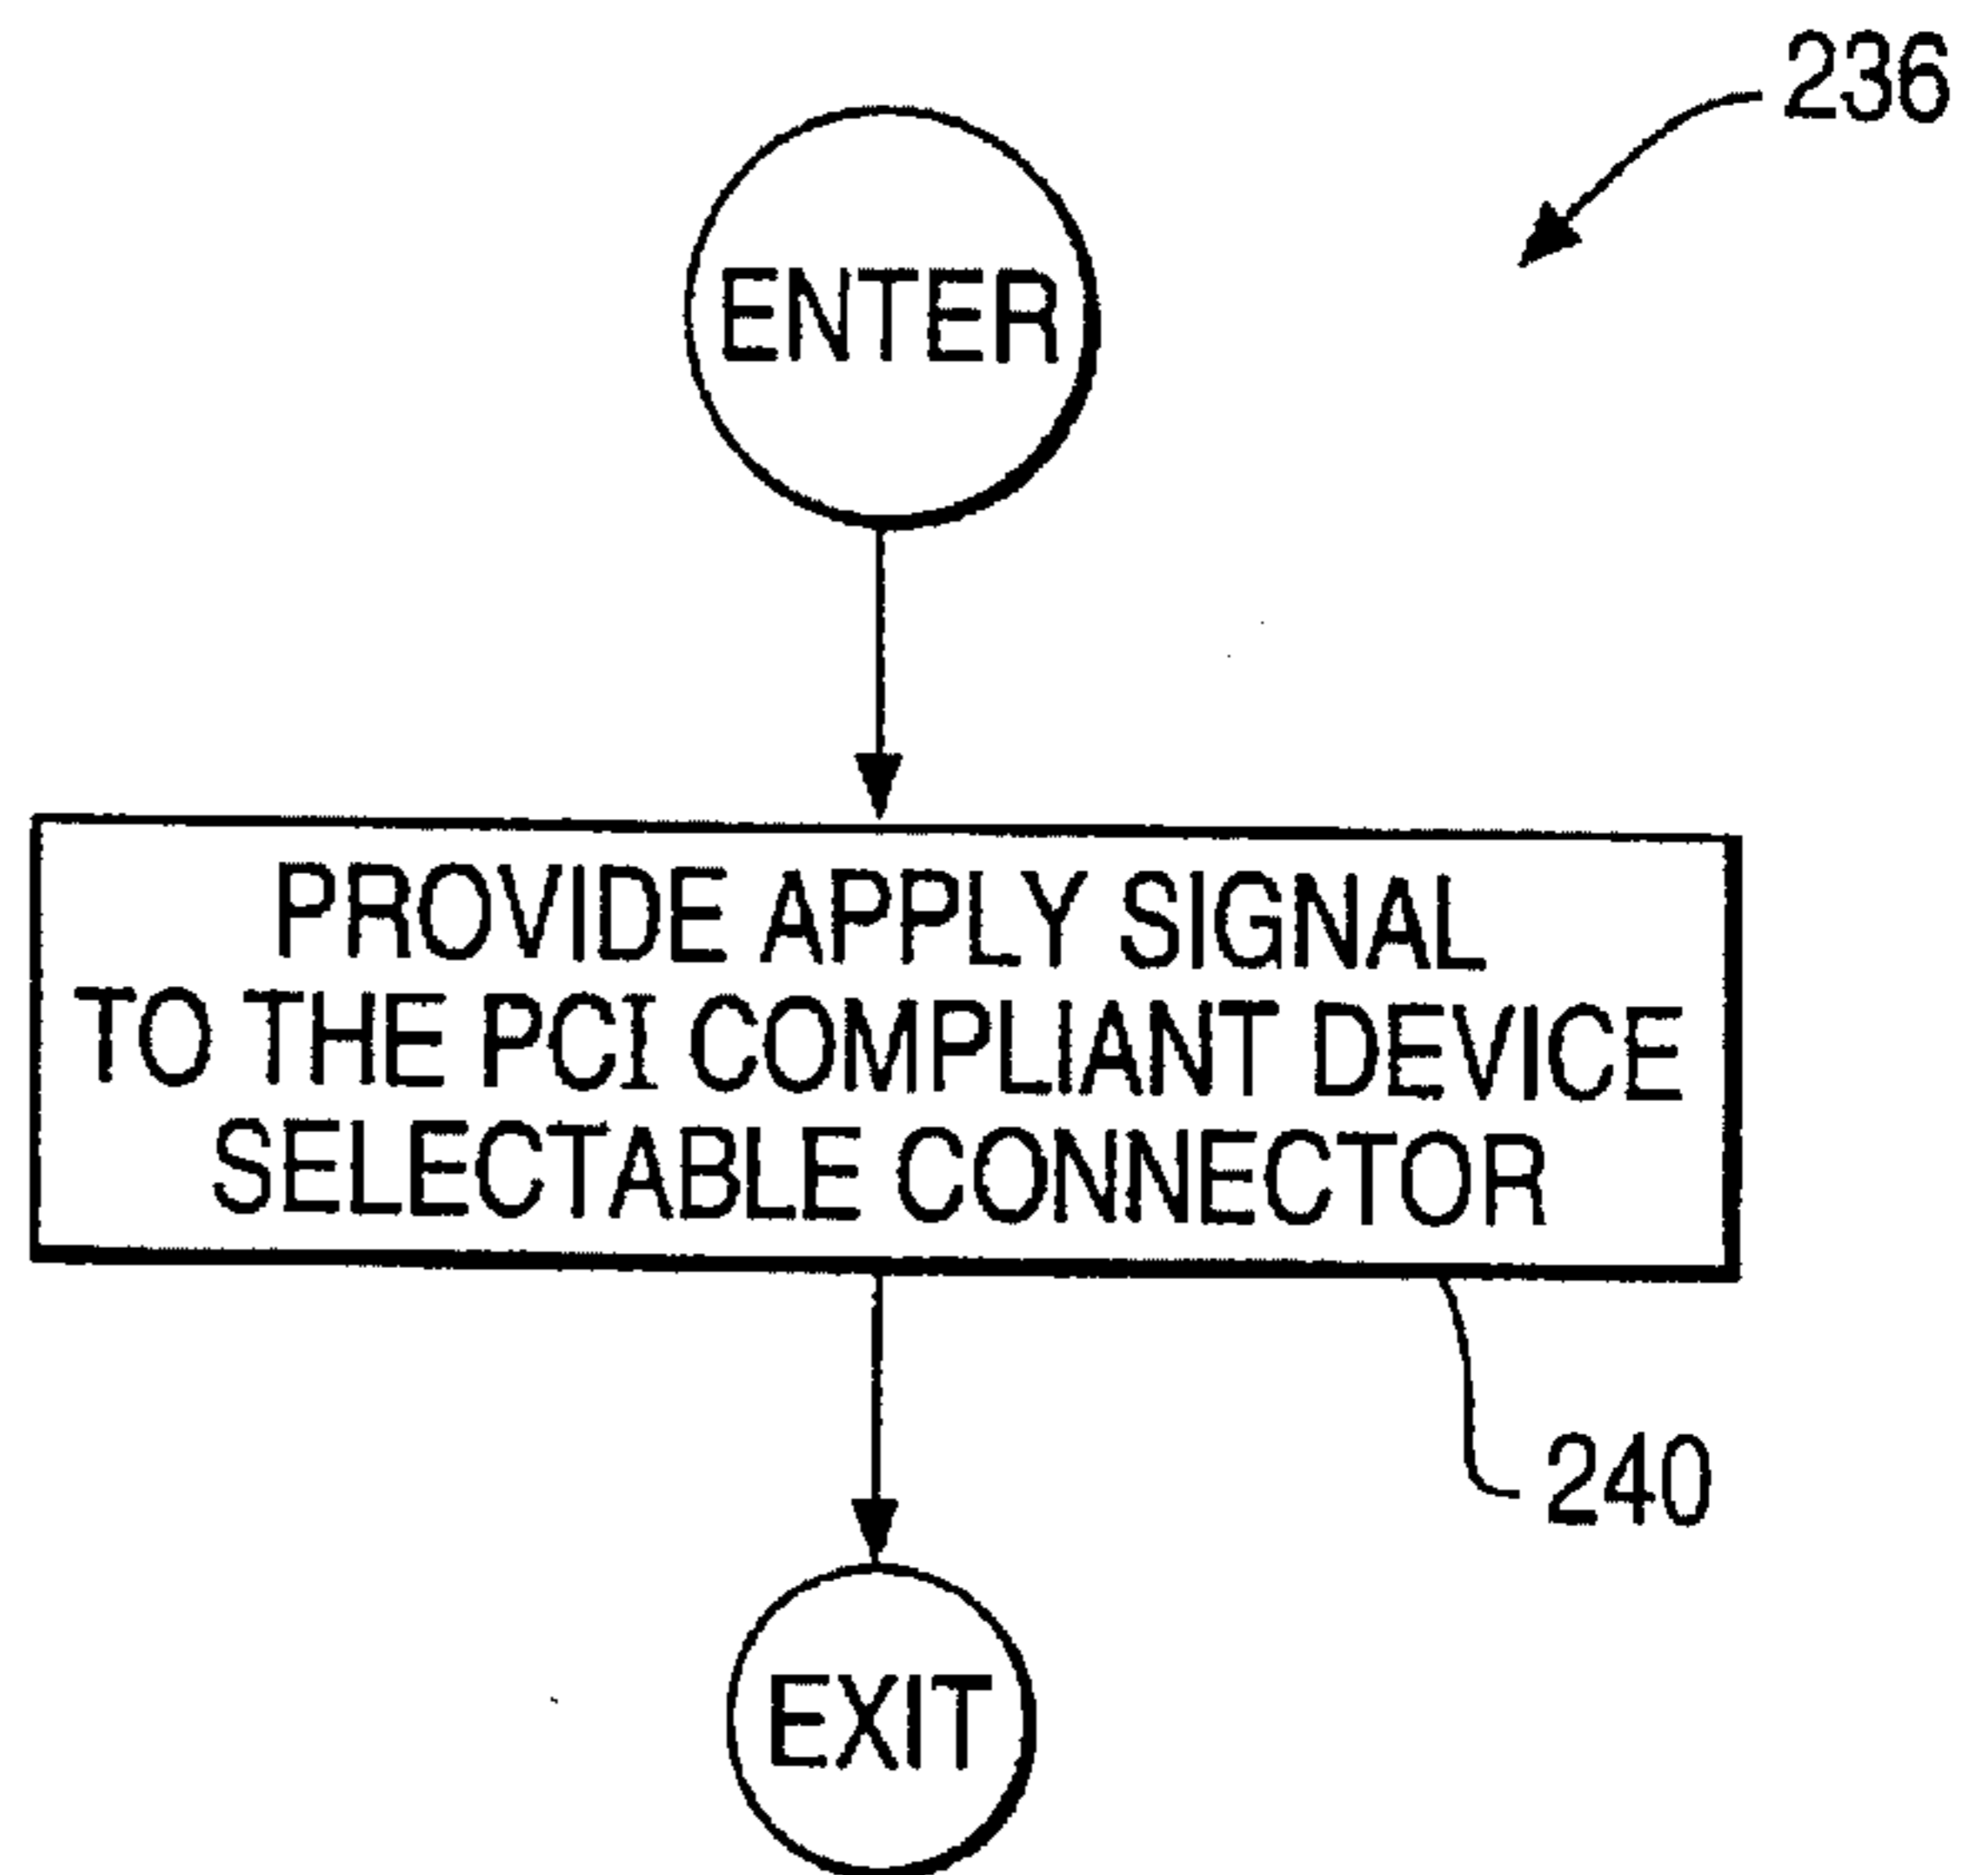 236
ENTER
PROVIDE APPLY SIGNAL
TO THE PCI COMPLIANT DEVICE
SELECTABLE CONNECTOR
240
EXIT